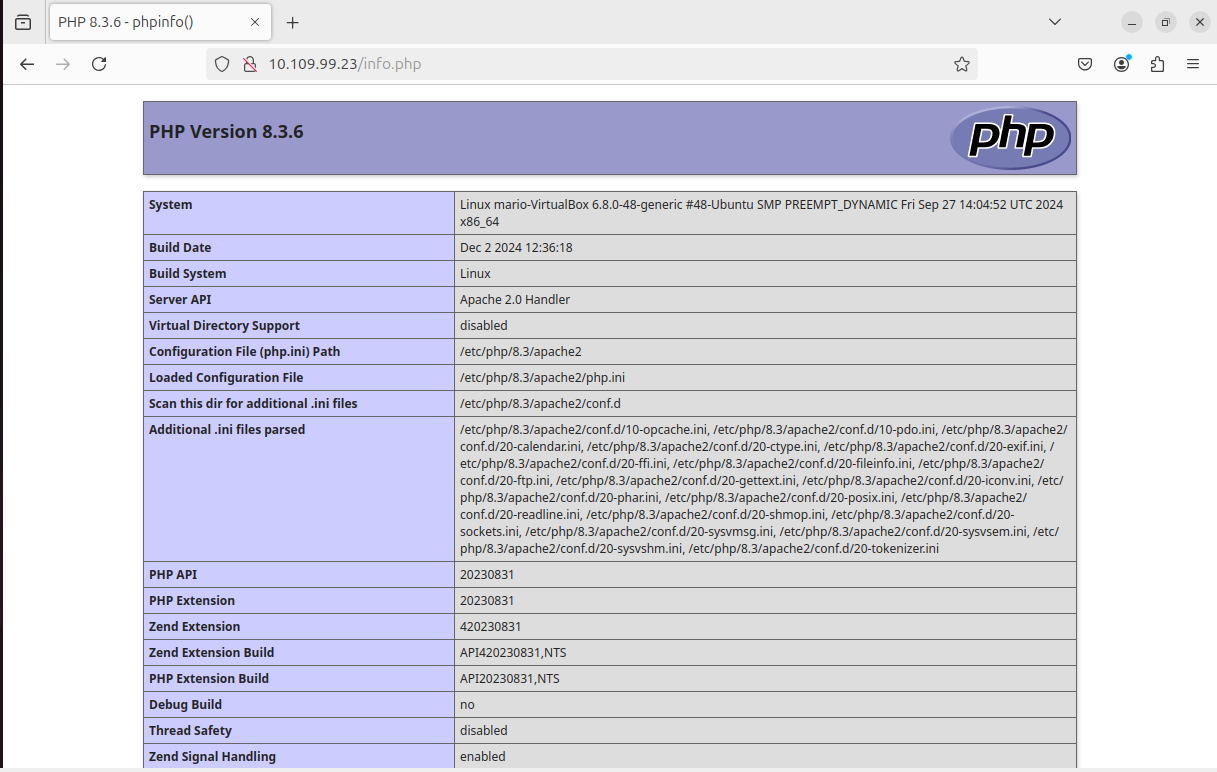 PHP 8.3.6 - phpinfo()
10.109.99.23/info.php
PHP Version 8.3.6
php
System
Linux mario-VirtualBox 6.8.0-48-generic #48-Ubuntu SMP PREEMPT_DYNAMIC Fri Sep 27 14:04:52 UTC 2024
x86_64
Build Date
Dec 2 2024 12:36:18
Build System
Linux
Server API
Apache 2.0 Handler
Virtual Directory Support
disabled
Configuration File (php.ini) Path
/etc/php/8.3/apache2
Loaded Configuration File
/etc/php/8.3/apache2/php.ini
Scan this dir for additional .ini files
/etc/php/8.3/apache2/conf.d
Additional .ini files parsed
/etc/php/8.3/apache2/conf.d/10-opcache.ini, /etc/php/8.3/apache2/conf.d/10-pdo.ini, /etc/php/8.3/apache2/
conf.d/20-calendar.ini, /etc/php/8.3/apache2/conf.d/20-ctype.ini, /etc/php/8.3/apache2/conf.d/20-exif.ini, /
etc/php/8.3/apache2/conf.d/20-ffi.ini, /etc/php/8.3/apache2/conf.d/20-fileinfo.ini, /etc/php/8.3/apache2/
conf.d/20-ftp.ini, /etc/php/8.3/apache2/conf.d/20-gettext.ini, /etc/php/8.3/apache2/conf.d/20-iconv.ini, /etc/
php/8.3/apache2/conf.d/20-phar.ini, /etc/php/8.3/apache2/conf.d/20-posix.ini, /etc/php/8.3/apache2/
conf.d/20-readline.ini, /etc/php/8.3/apache2/conf.d/20-shmop.ini, /etc/php/8.3/apache2/conf.d/20-
sockets.ini, /etc/php/8.3/apache2/conf.d/20-sysvmsg.ini, /etc/php/8.3/apache2/conf.d/20-sysvsem.ini, /etc/
php/8.3/apache2/conf.d/20-sysvshm.ini, /etc/php/8.3/apache2/conf.d/20-tokenizer.ini
PHP API
20230831
PHP Extension
20230831
Zend Extension
420230831
Zend Extension Build
API420230831,NTS
PHP Extension Build
API20230831,NTS
Debug Build
no
Thread Safety
disabled
Zend Signal Handling
enabled